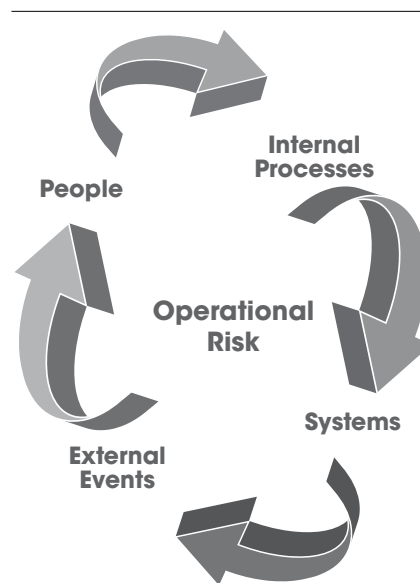 Internal
Processes
People
Operational
Risk
Systems
External
Events